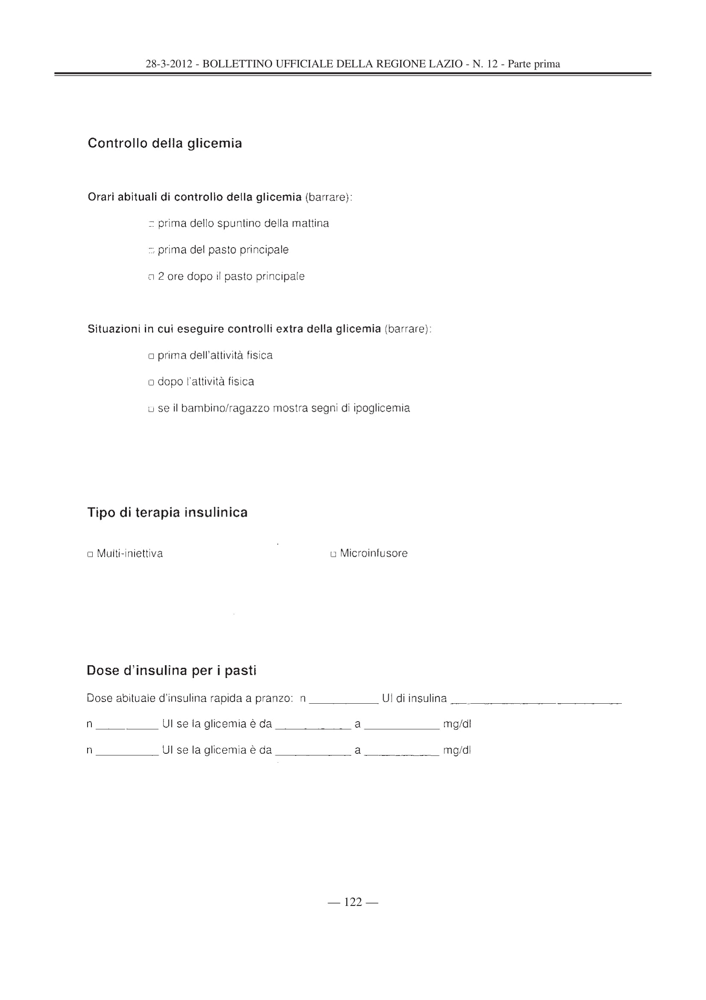 28-3-2012 - BOLLETTINO UFFICIALE DELLA REGIONE LAZIO - N. 12 - Parte prima
Controllo della glicemia
Orari abituali di controllo della glicemia (barrare):
□ prima dello spuntino della mattina
□ prima del pasto principale
□ 2 ore dopo il pasto principale
Situazioni in cui eseguire controlli extra della glicemia (barrare):
□ prima dell'attività fisica
□ dopo l'attività fisica
□ se il bambino/ragazzo mostra segni di ipoglicemia
Tipo di terapia insulinica
□ Multi-iniettiva □ Microinfusore
Dose d'insulina per i pasti
Dose abituale d'insulina rapida a pranzo: n ___________ UI di insulina ___________________________
n __________ UI se la glicemia è da ____________ a ____________ mg/dl
n __________ UI se la glicemia è da ____________ a ____________ mg/dl
— 122 —